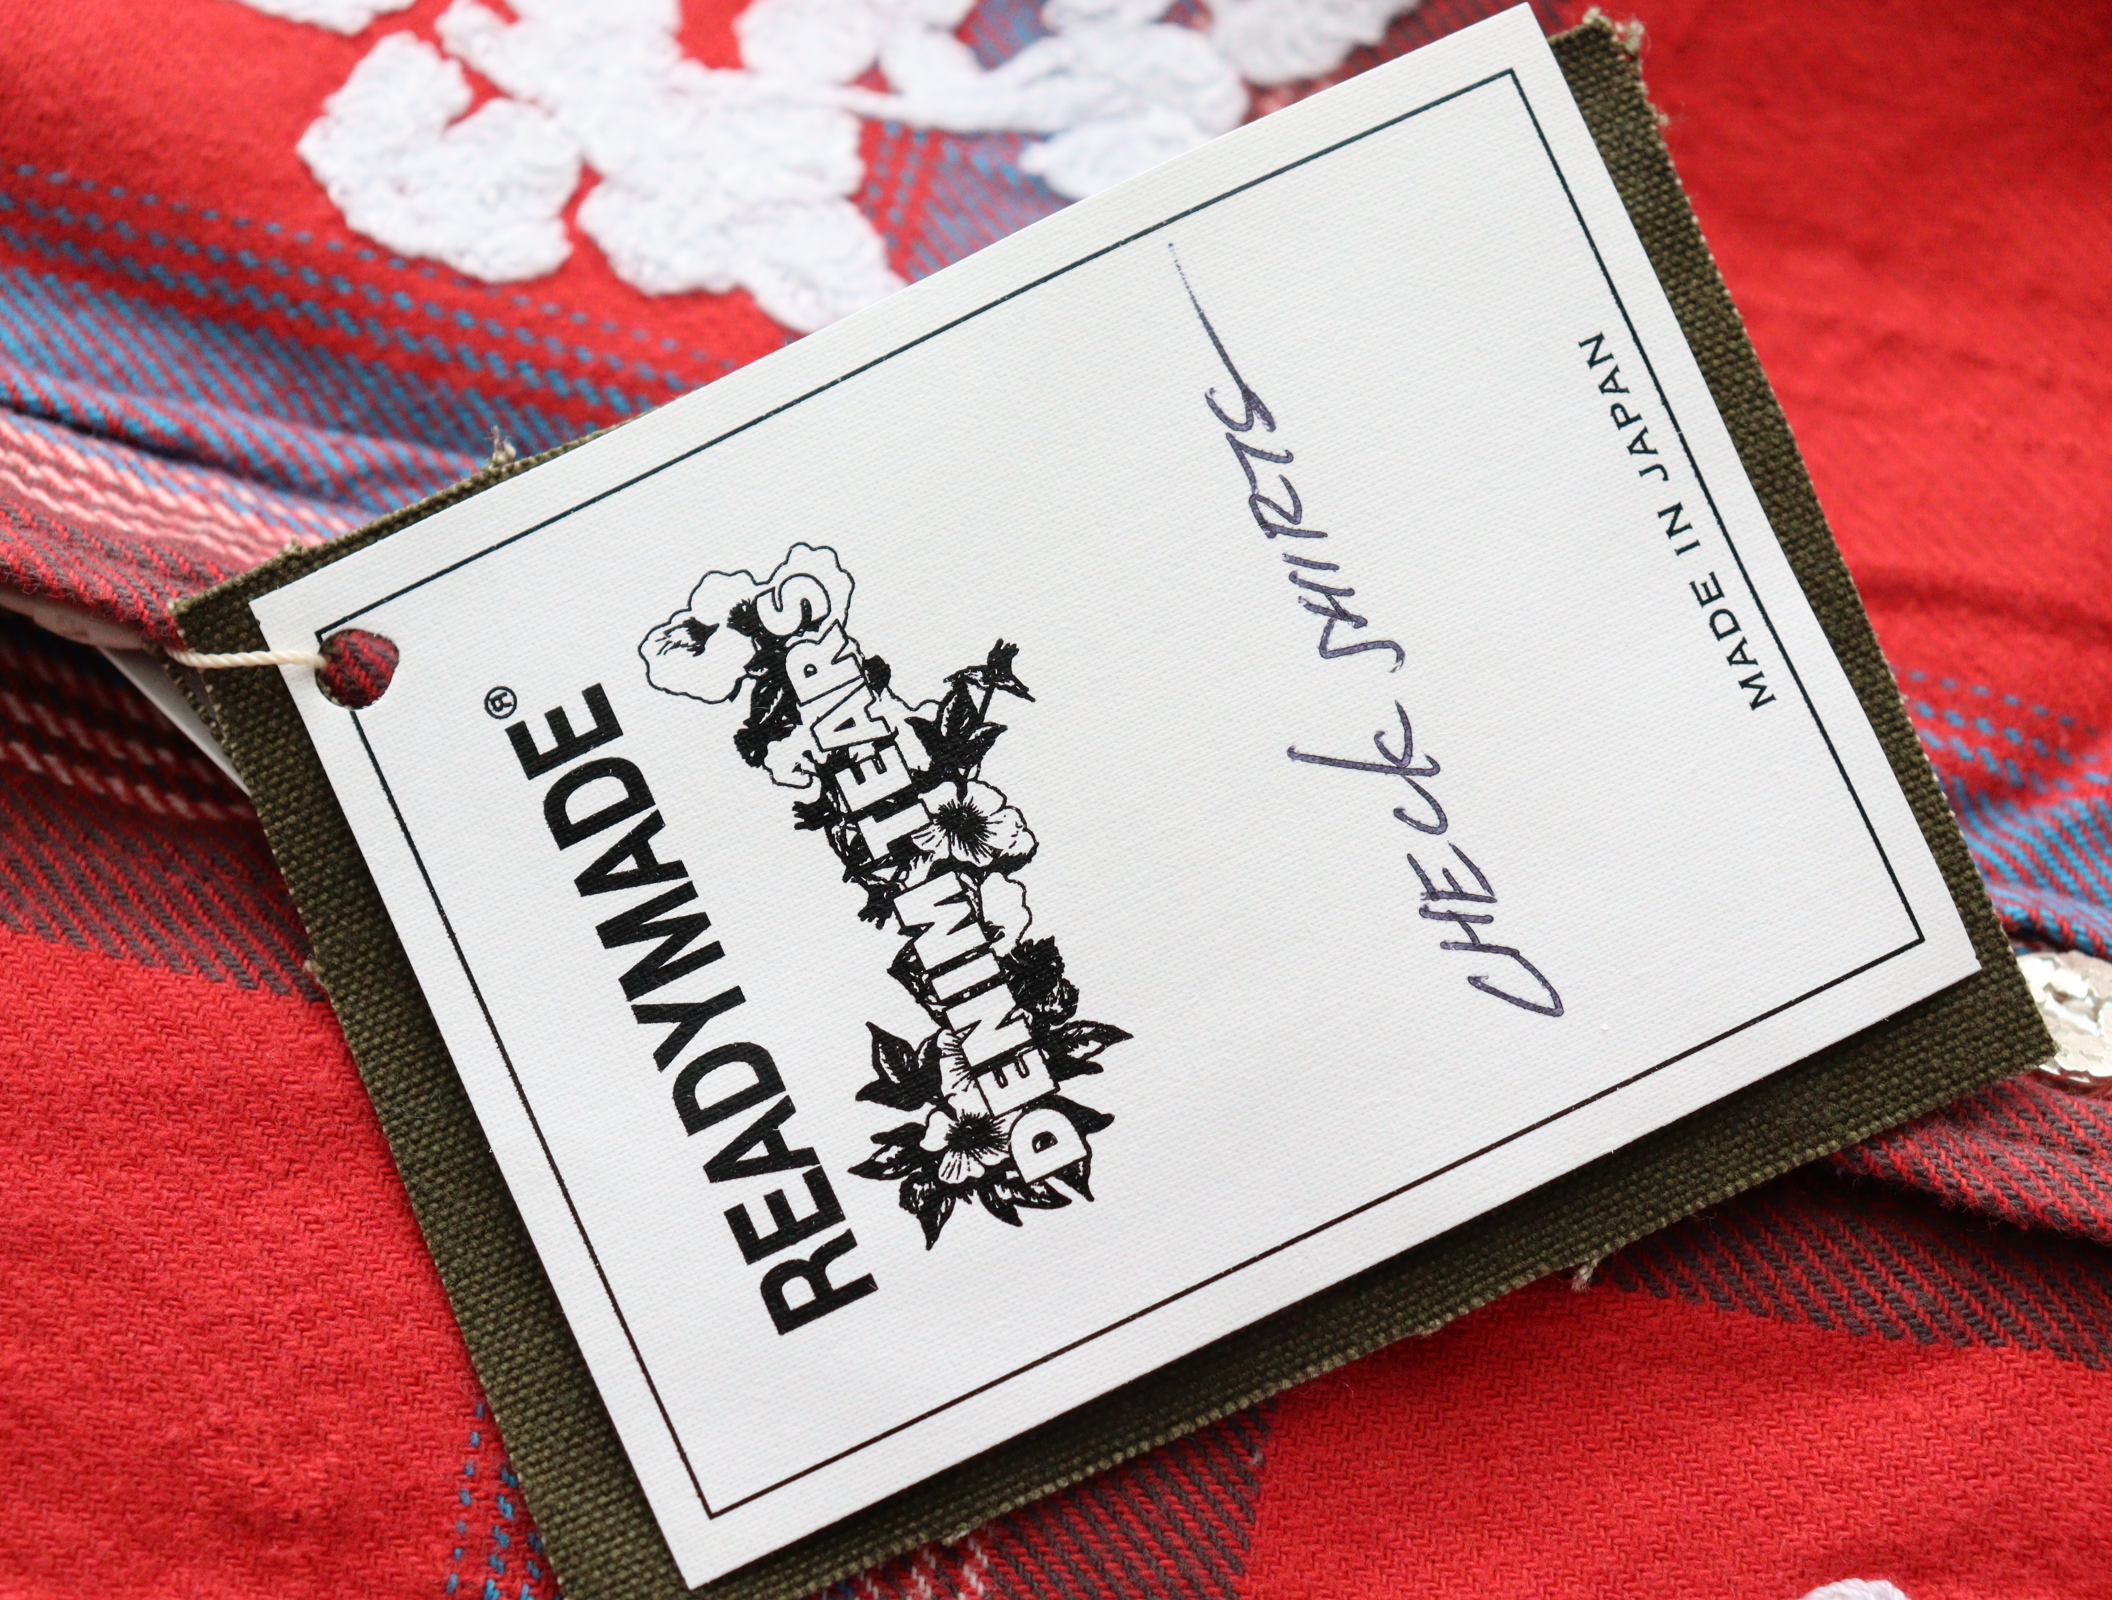 READYMADE®
DENIM TEARS
CHECK SHIRTS
MADE IN JAPAN